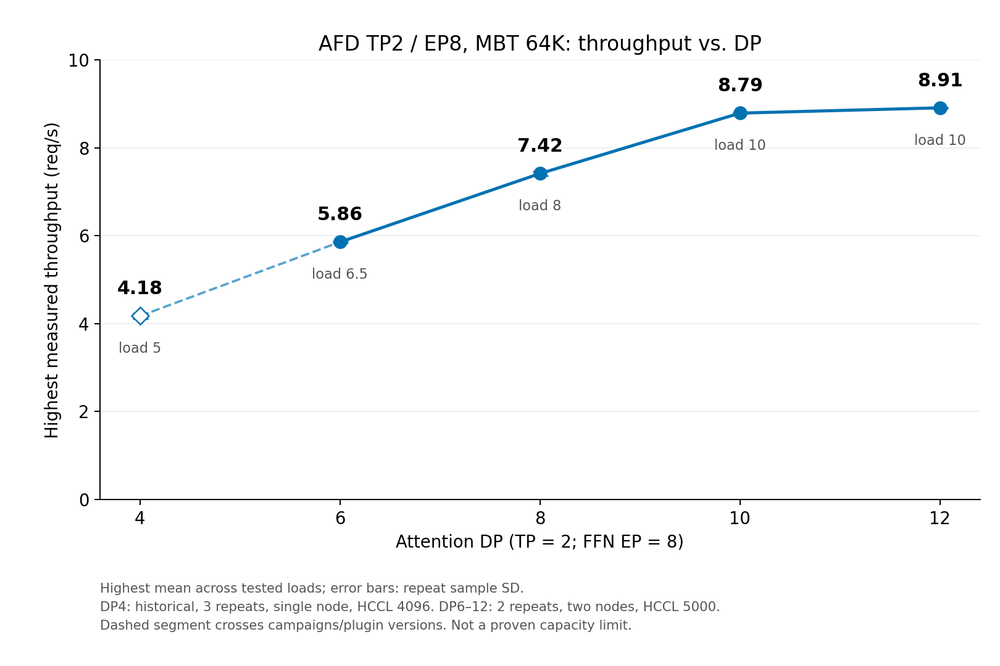 AFD TP2 / EP8, MBT 64K: throughput vs. DP
Highest measured throughput (req/s)
10
8
6
4
2
0
4.18
load 5
5.86
load 6.5
7.42
load 8
8.79
load 10
8.91
load 10
4 6 8 10 12
Attention DP (TP = 2; FFN EP = 8)
Highest mean across tested loads; error bars: repeat sample SD.
DP4: historical, 3 repeats, single node, HCCL 4096. DP6–12: 2 repeats, two nodes, HCCL 5000.
Dashed segment crosses campaigns/plugin versions. Not a proven capacity limit.